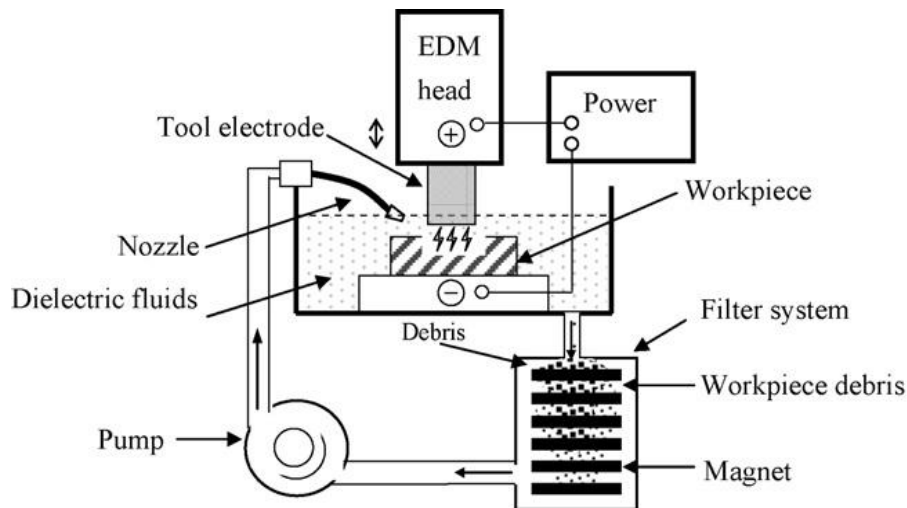 EDM
head
Power
Tool electrode
+
Workpiece
Nozzle
Dielectric fluids
−
Filter system
Debris
Workpiece debris
Pump
Magnet